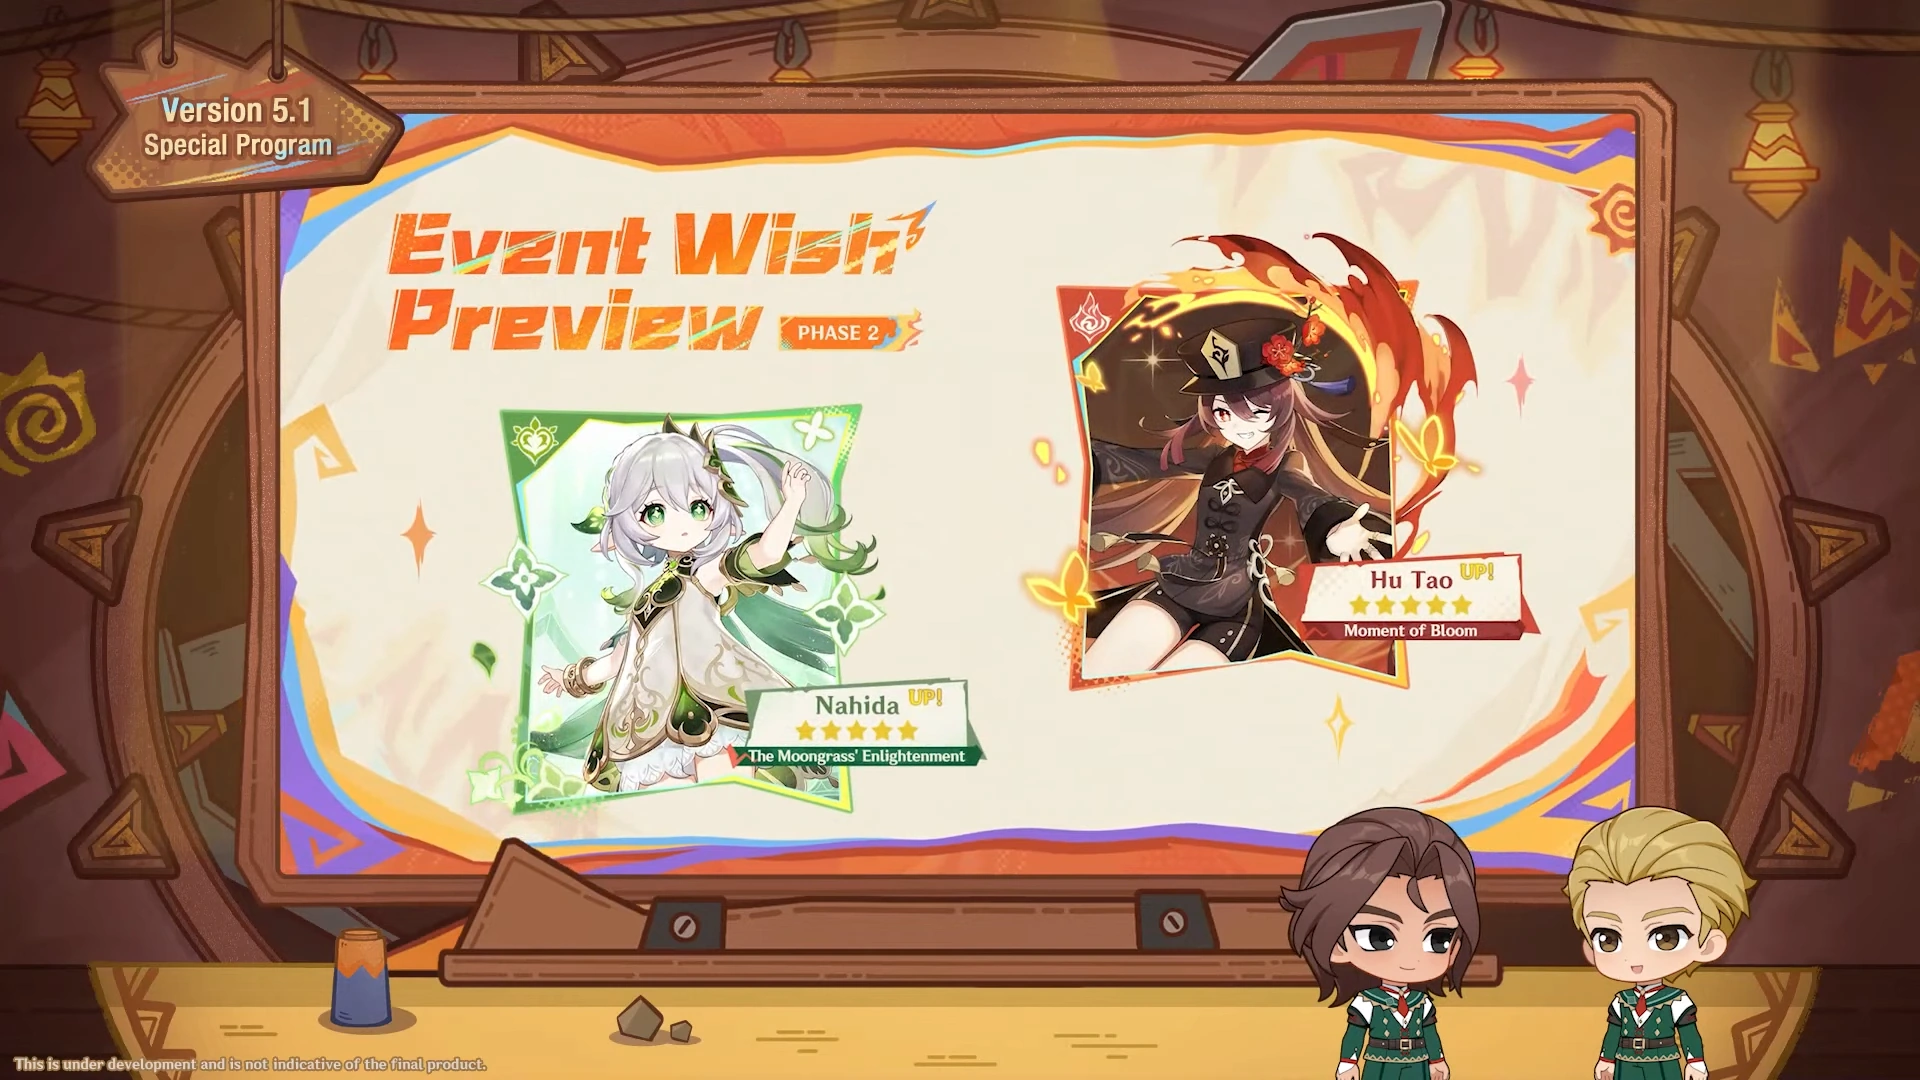 Version 5.1
Special Program
Event Wish
Preview
PHASE 2
Hu Tao UP!
Moment of Bloom
Nahida UP!
The Moongrass' Enlightenment
This is under development and is not indicative of the final product.